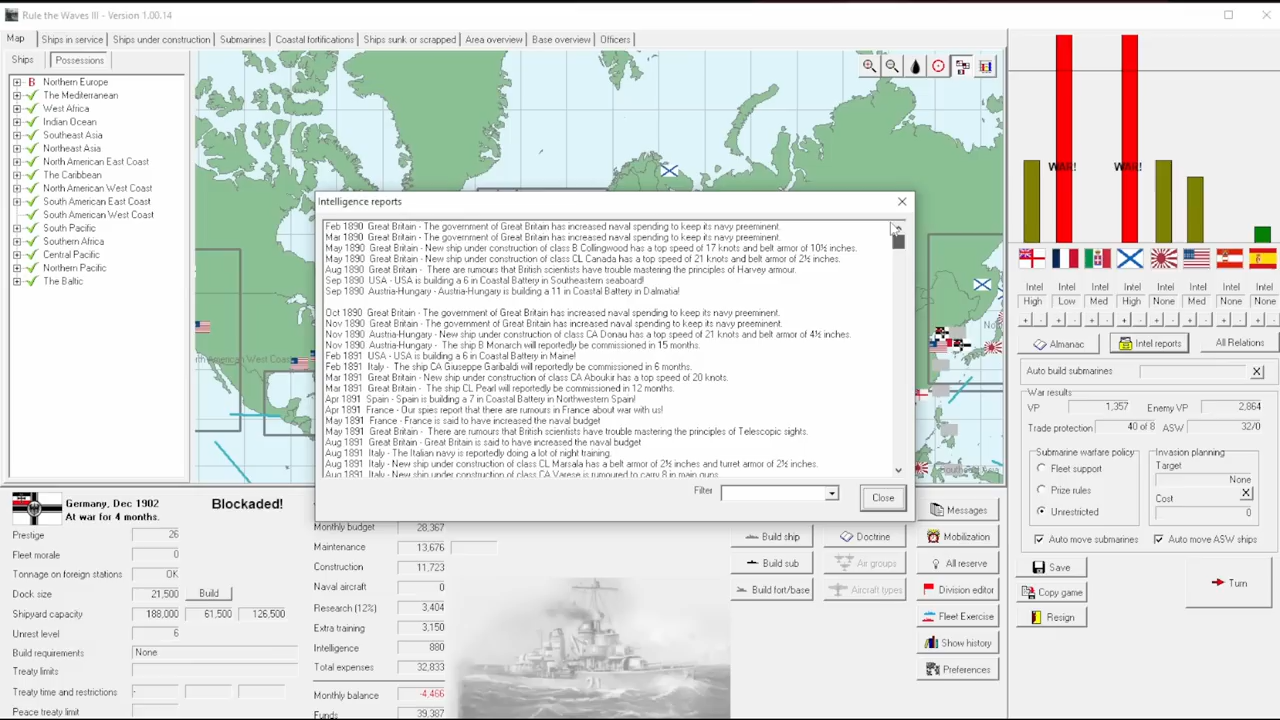 Rule the Waves III - Version 1.00.14
Map Ships in service Ships under construction Submarines Coastal fortifications Ships sunk or scrapped Area overview Base overview Officers
Ships Possessions
B Northern Europe
The Mediterranean
West Africa
Indian Ocean
Southeast Asia
Northeast Asia
North American East Coast
The Caribbean
North American West Coast
South American East Coast
South American West Coast
South Pacific
Southern Africa
Central Pacific
Northern Pacific
The Baltic
th American West Coast
Intelligence reports
Feb 1890 Great Britain - The government of Great Britain has increased naval spending to keep its navy preeminent.
Mar 1890 Great Britain - The government of Great Britain has increased naval spending to keep its navy preeminent.
May 1890 Great Britain - New ship under construction of class B Collingwood has a top speed of 17 knots and belt armor of 10½ inches.
May 1890 Great Britain - New ship under construction of class CL Canada has a top speed of 21 knots and belt armor of 2½ inches.
Aug 1890 Great Britain - There are rumours that British scientists have trouble mastering the principles of Harvey armour.
Sep 1890 USA - USA is building a 6 in Coastal Battery in Southeastern seaboard!
Sep 1890 Austria-Hungary - Austria-Hungary is building a 11 in Coastal Battery in Dalmatia!
Oct 1890 Great Britain - The government of Great Britain has increased naval spending to keep its navy preeminent.
Nov 1890 Great Britain - The government of Great Britain has increased naval spending to keep its navy preeminent.
Nov 1890 Austria-Hungary - New ship under construction of class CA Donau has a top speed of 21 knots and belt armor of 4½ inches.
Nov 1890 Austria-Hungary - The ship B Monarch will reportedly be commissioned in 15 months.
Feb 1891 USA - USA is building a 6 in Coastal Battery in Maine!
Feb 1891 Italy - The ship CA Giuseppe Garibaldi will reportedly be commissioned in 6 months.
Mar 1891 Great Britain - New ship under construction of class CA Aboukir has a top speed of 20 knots.
Mar 1891 Great Britain - The ship CL Pearl will reportedly be commissioned in 12 months.
Apr 1891 Spain - Spain is building a 7 in Coastal Battery in Northwestern Spain!
Apr 1891 France - Our spies report that there are rumours in France about war with us!
May 1891 France - France is said to have increased the naval budget
May 1891 Great Britain - There are rumours that British scientists have trouble mastering the principles of Telescopic sights.
Aug 1891 Great Britain - Great Britain is said to have increased the naval budget
Aug 1891 Italy - The Italian navy is reportedly doing a lot of night training.
Aug 1891 Italy - New ship under construction of class CL Marsala has a belt armor of 2½ inches and turret armor of 2½ inches.
Aug 1891 Italy - New ship under construction of class CA Varese is rumoured to carry 8 in main guns.
Filter
Close
WAR! WAR!
Intel Intel Intel Intel Intel Intel Intel Intel
High Low Med High None Med None None
+ - + - + - + - + - + - + - + -
Almanac Intel reports All Relations
Auto build submarines
War results
VP 1,357 Enemy VP 2,864
Trade protection 40 of 8 ASW 32/0
Submarine warfare policy
Fleet support
Prize rules
Unrestricted
Invasion planning
Target
None
Cost
0
Auto move submarines Auto move ASW ships
Save
Copy game
Resign
Turn
Germany, Dec 1902
At war for 4 months.
Blockaded!
Prestige 26
Fleet morale 0
Tonnage on foreign stations OK
Dock size 21,500 Build
Shipyard capacity 188,000 61,500 126,500
Unrest level 6
Build requirements None
Treaty limits
Treaty time and restrictions -
Peace treaty limit
Monthly budget 28,367
Maintenance 13,676
Construction 11,723
Naval aircraft 0
Research (12%) 3,404
Extra training 3,150
Intelligence 880
Total expenses 32,833
Monthly balance -4,466
Funds 39,387
Build ship
Build sub
Build fort/base
Doctrine
Air groups
Aircraft types
Messages
Mobilization
All reserve
Division editor
Fleet Exercise
Show history
Preferences